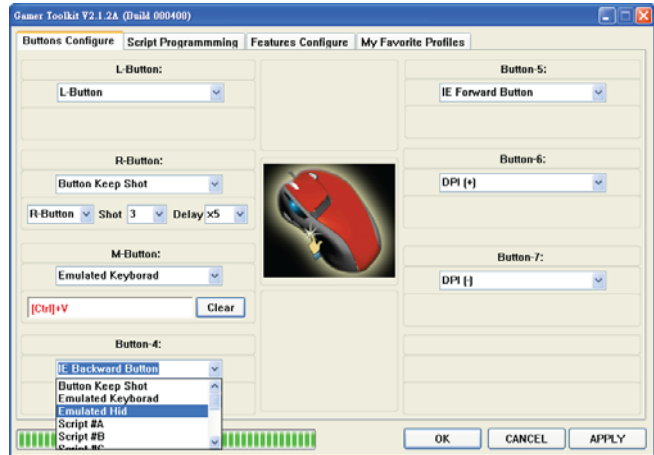 Gamer Toolkit V2.1.2A (Build 000400)
Buttons Configure Script Programmming Features Configure My Favorite Profiles
L-Button:
L-Button
R-Button:
Button Keep Shot
R-Button Shot 3 Delay x5
M-Button:
Emulated Keyborad
[Ctrl]+V Clear
Button-4:
IE Backward Button
Button Keep Shot
Emulated Keyborad
Emulated Hid
Script #A
Script #B
Button-5:
IE Forward Button
Button-6:
DPI (+)
Button-7:
DPI (-)
OK CANCEL APPLY